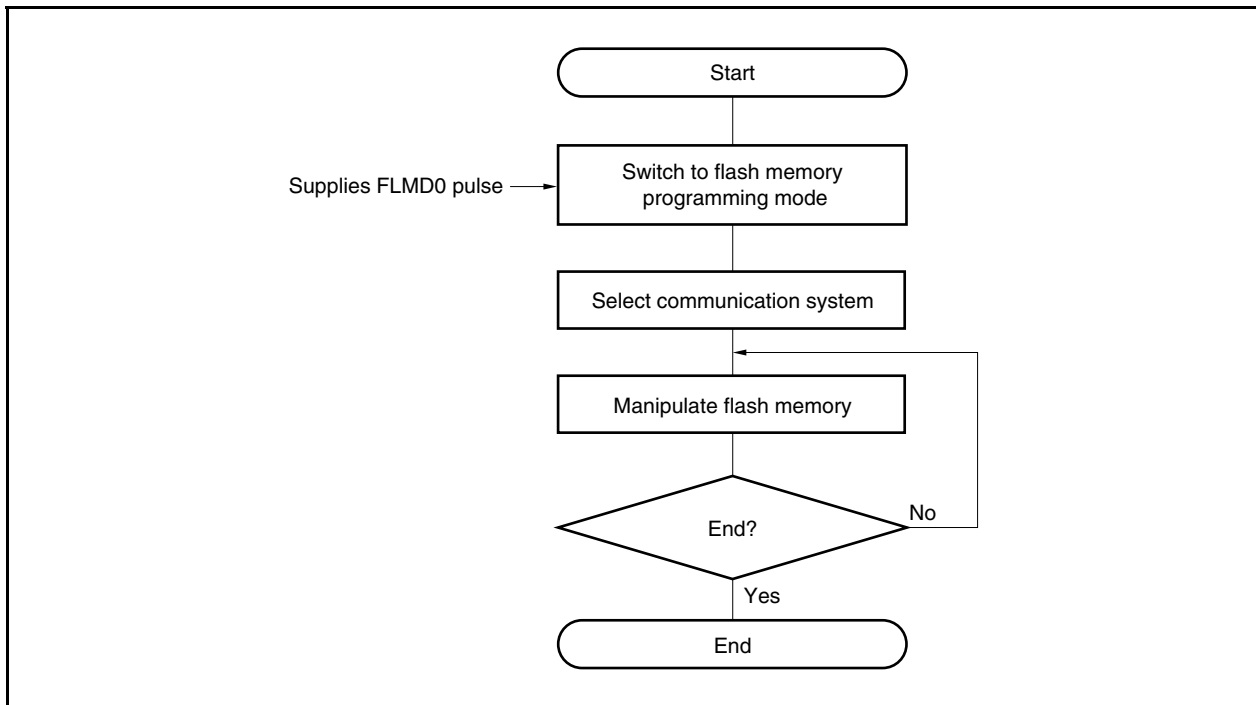 Start
Supplies FLMD0 pulse
Switch to flash memory
programming mode
Select communication system
Manipulate flash memory
End?
No
Yes
End